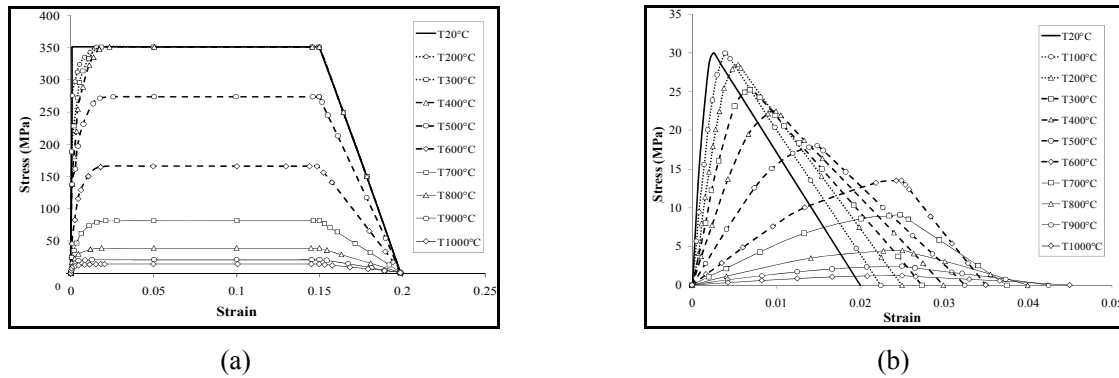 400
350
300
250
200
150
100
50
0
0
0.05
0.1
0.15
0.2
0.25
Stress (MPa)
Strain
T20°C
T200°C
T300°C
T400°C
T500°C
T600°C
T700°C
T800°C
T900°C
T1000°C
(a)
35
30
25
20
15
10
5
0
0
0.01
0.02
0.03
0.04
0.05
Stress (MPa)
Strain
T20°C
T100°C
T200°C
T300°C
T400°C
T500°C
T600°C
T700°C
T800°C
T900°C
T1000°C
(b)